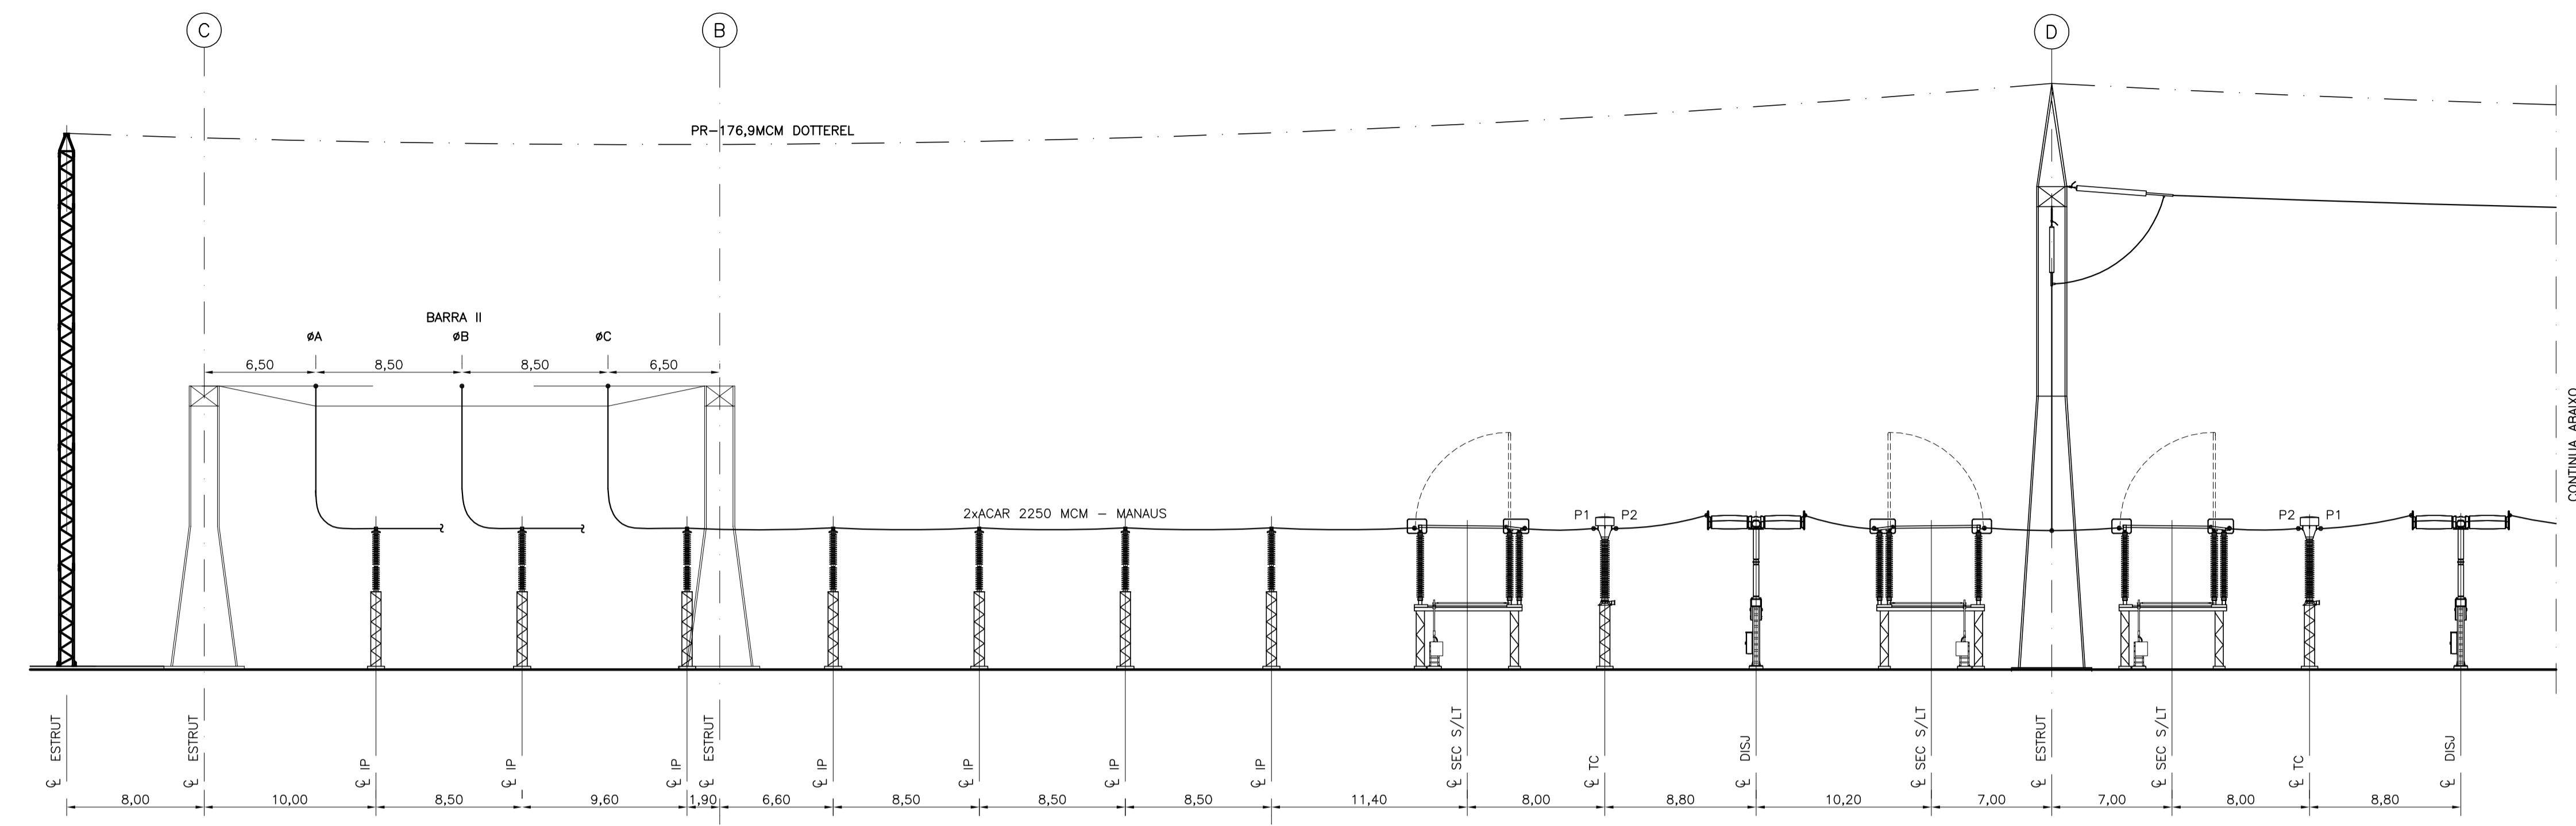 C
B
D
PR-176,9MCM DOTTEREL
BARRA II
øA
øB
øC
6,50
8,50
8,50
6,50
2xACAR 2250 MCM - MANAUS
P1
P2
P2
P1
CONTINUA ABAIXO
℄ ESTRUT
℄ ESTRUT
℄ IP
℄ IP
℄ IP
℄ ESTRUT
℄ IP
℄ IP
℄ IP
℄ IP
℄ SEC S/LT
℄ TC
℄ DISJ
℄ SEC S/LT
℄ ESTRUT
℄ SEC S/LT
℄ TC
℄ DISJ
8,00
10,00
8,50
9,60
1,90
6,60
8,50
8,50
8,50
11,40
8,00
8,80
10,20
7,00
7,00
8,00
8,80